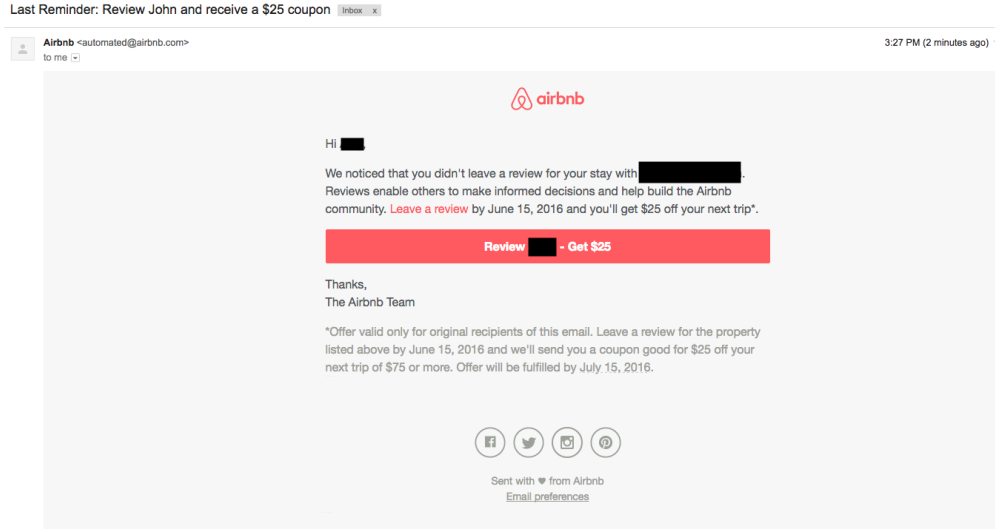 Last Reminder: Review John and receive a $25 coupon Inbox x
Airbnb <automated@airbnb.com> 3:27 PM (2 minutes ago)
to me
airbnb
Hi ,
We noticed that you didn't leave a review for your stay with .
Reviews enable others to make informed decisions and help build the Airbnb
community. Leave a review by June 15, 2016 and you'll get $25 off your next trip*.
Review - Get $25
Thanks,
The Airbnb Team
*Offer valid only for original recipients of this email. Leave a review for the property
listed above by June 15, 2016 and we'll send you a coupon good for $25 off your
next trip of $75 or more. Offer will be fulfilled by July 15, 2016.
Sent with ♥ from Airbnb
Email preferences